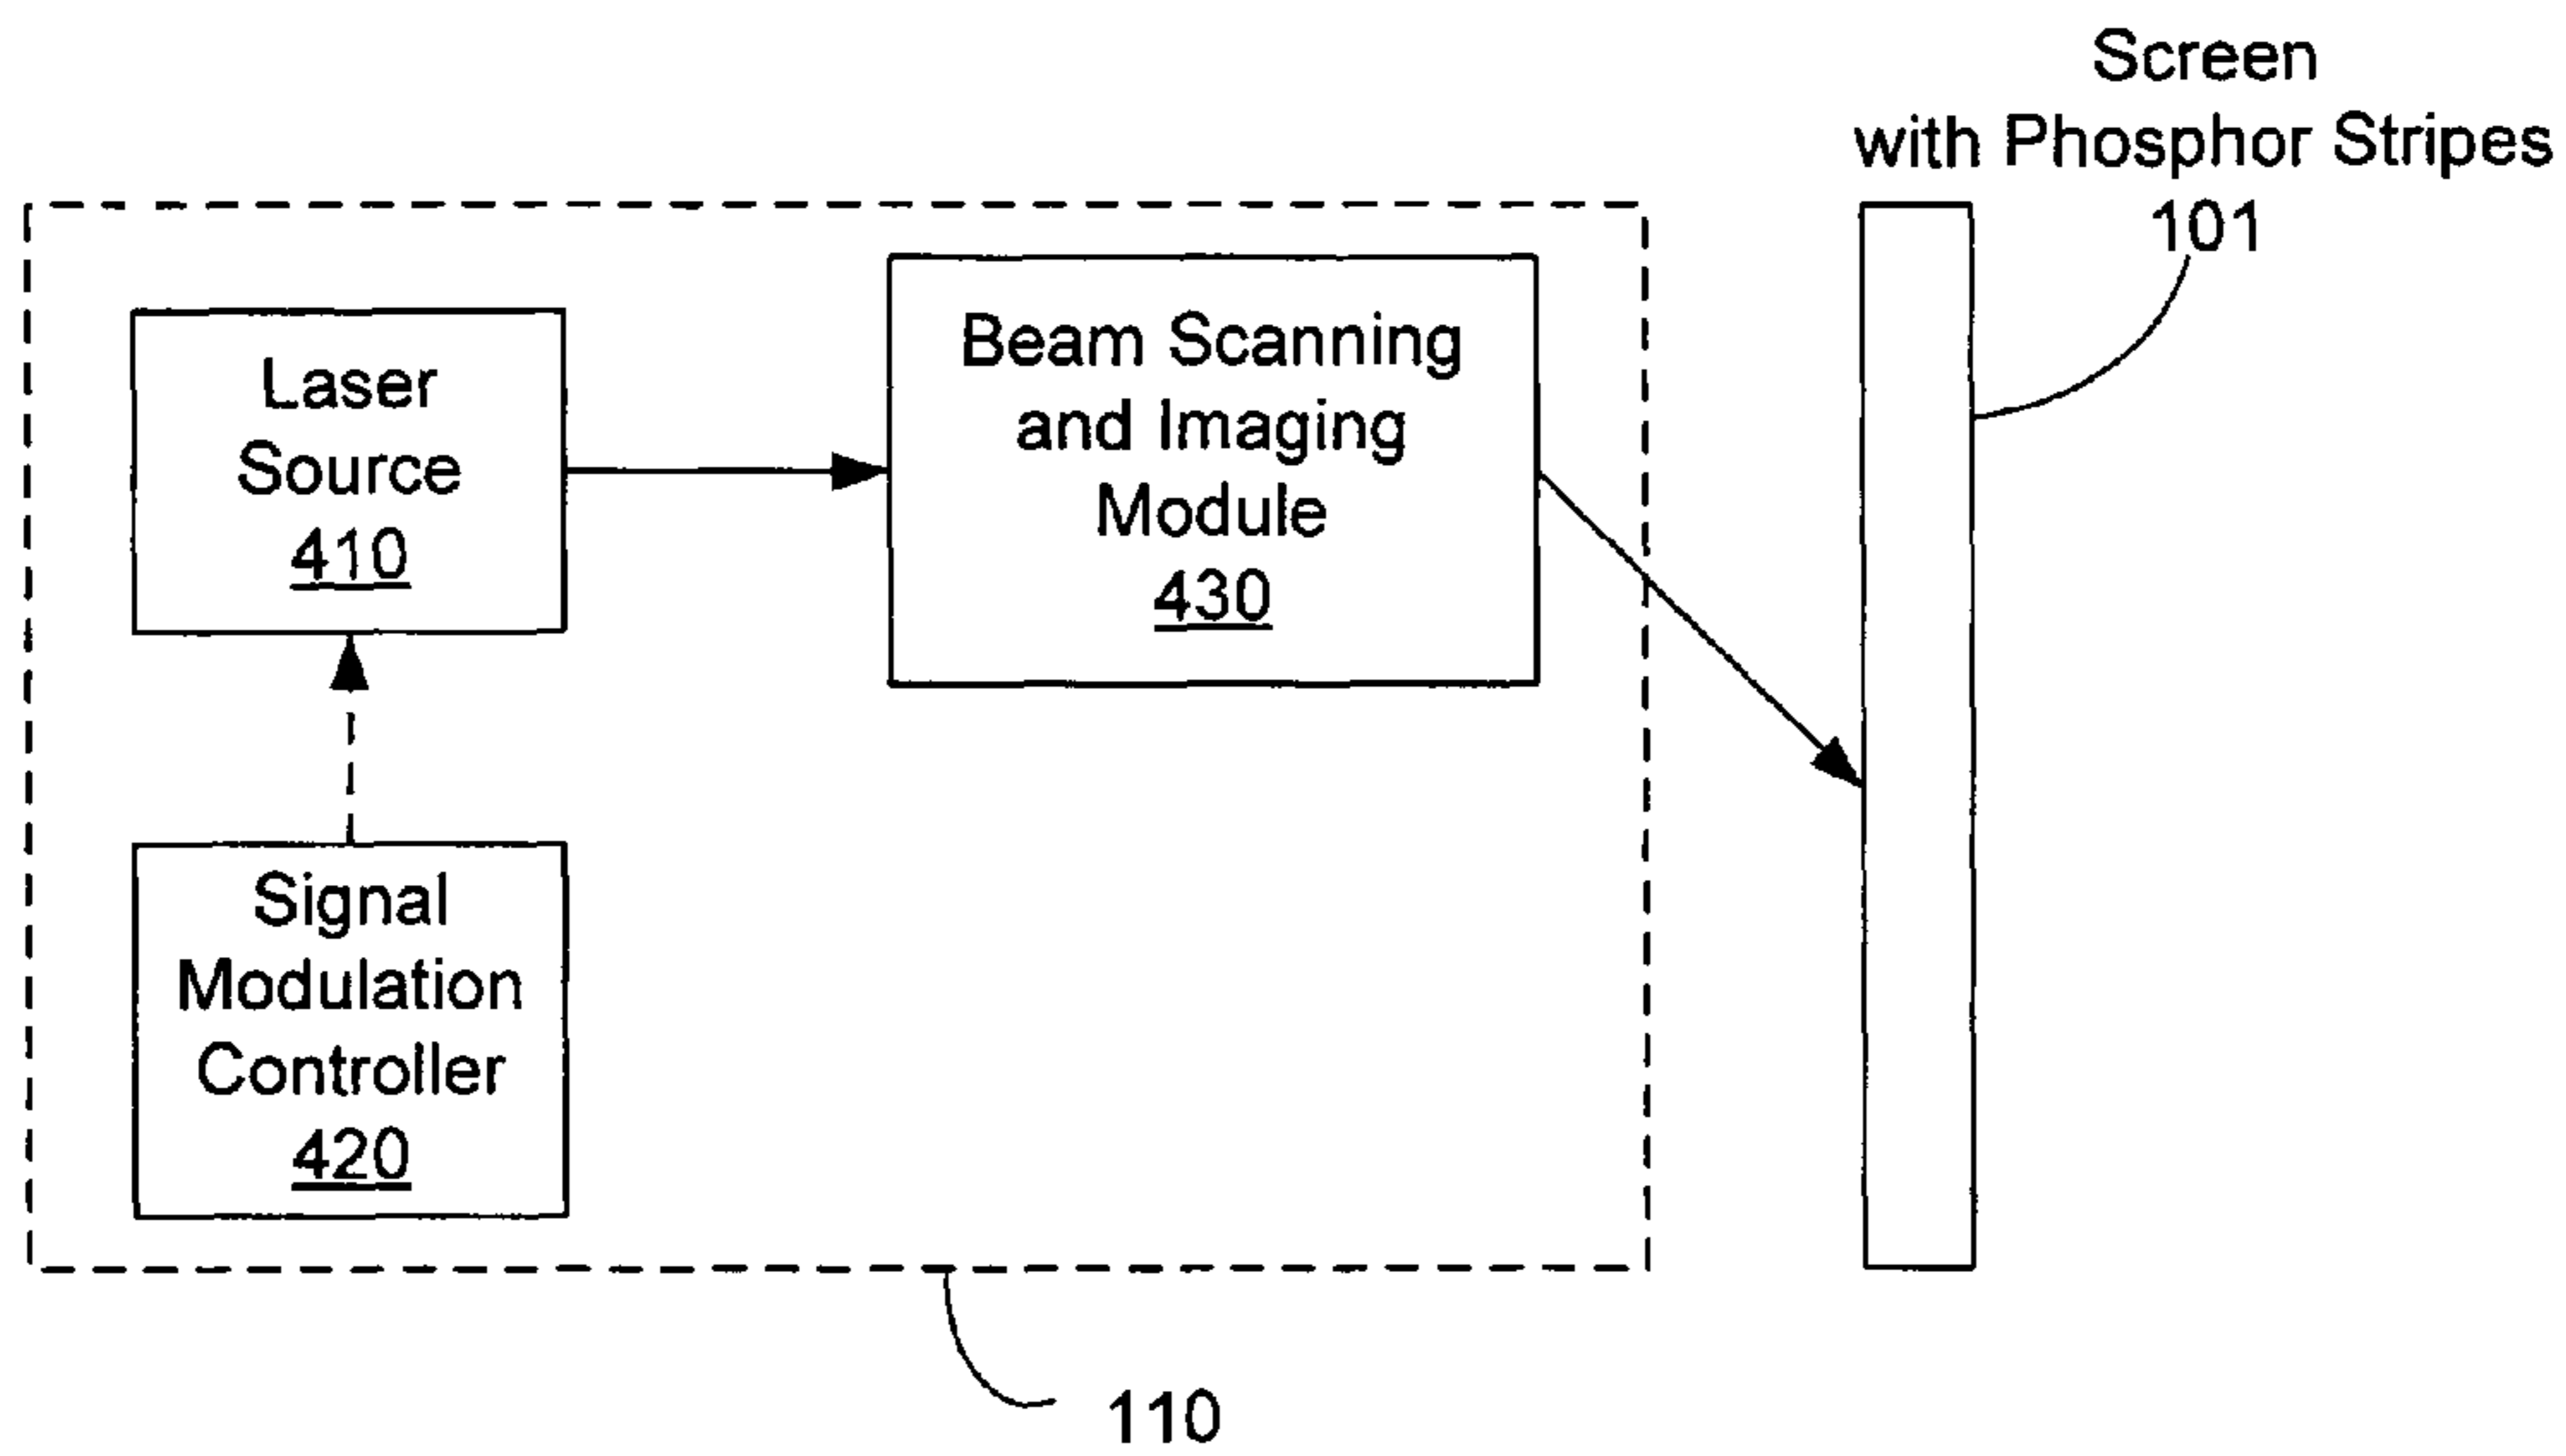 Screen
with Phosphor Stripes
101
Laser
Source
410
Beam Scanning
and Imaging
Module
430
Signal
Modulation
Controller
420
110